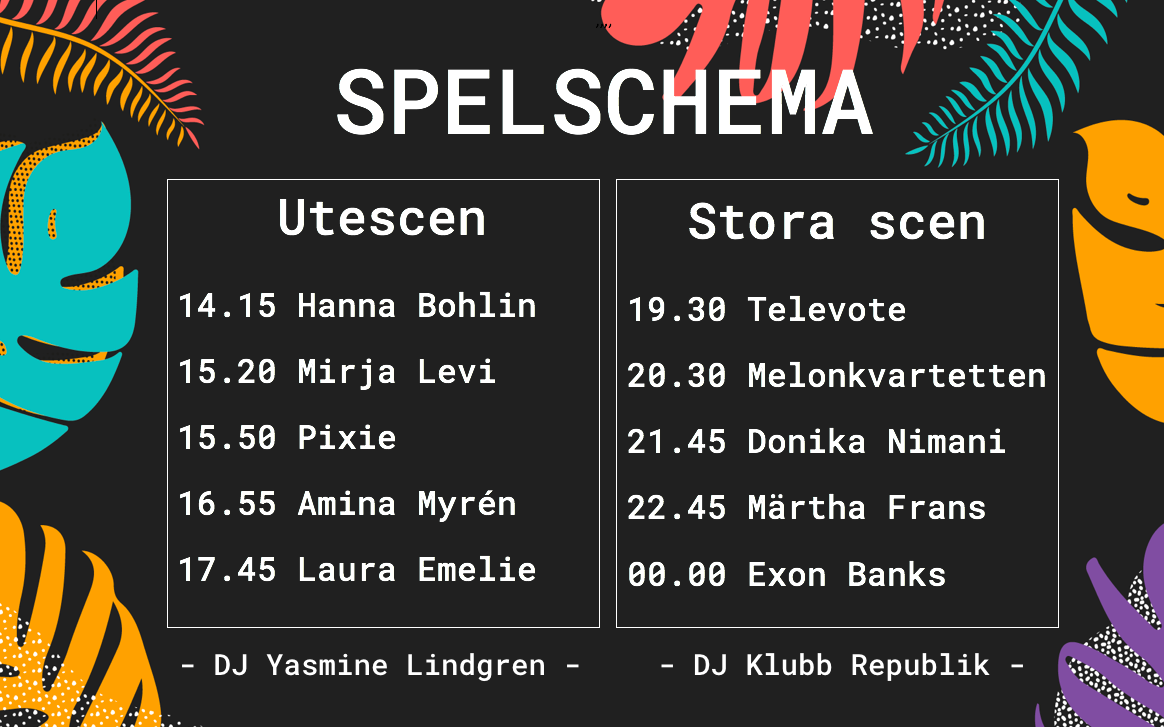 SPELSCHEMA
Utescen
14.15 Hanna Bohlin
15.20 Mirja Levi
15.50 Pixie
16.55 Amina Myrén
17.45 Laura Emelie
- DJ Yasmine Lindgren -
Stora scen
19.30 Televote
20.30 Melonkvartetten
21.45 Donika Nimani
22.45 Märtha Frans
00.00 Exon Banks
- DJ Klubb Republik -